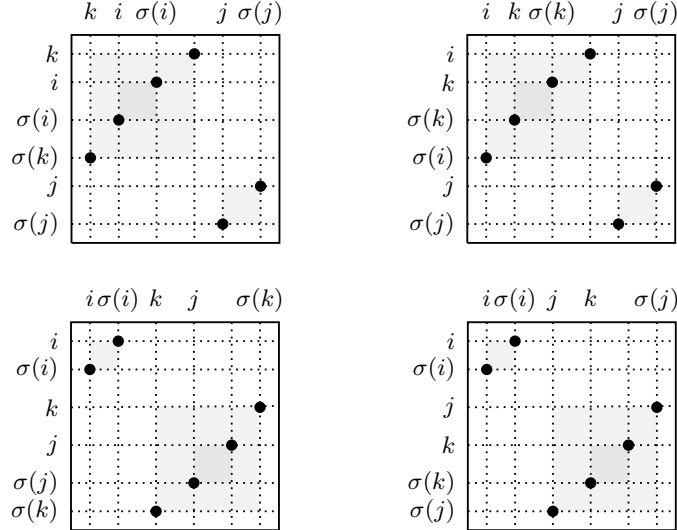 k i σ(i) j σ(j)
k
i
σ(i)
σ(k)
j
σ(j)
i k σ(k) j σ(j)
i
k
σ(k)
σ(i)
j
σ(j)
i σ(i) k j σ(k)
i
σ(i)
k
j
σ(j)
σ(k)
i σ(i) j k σ(j)
i
σ(i)
j
k
σ(k)
σ(j)